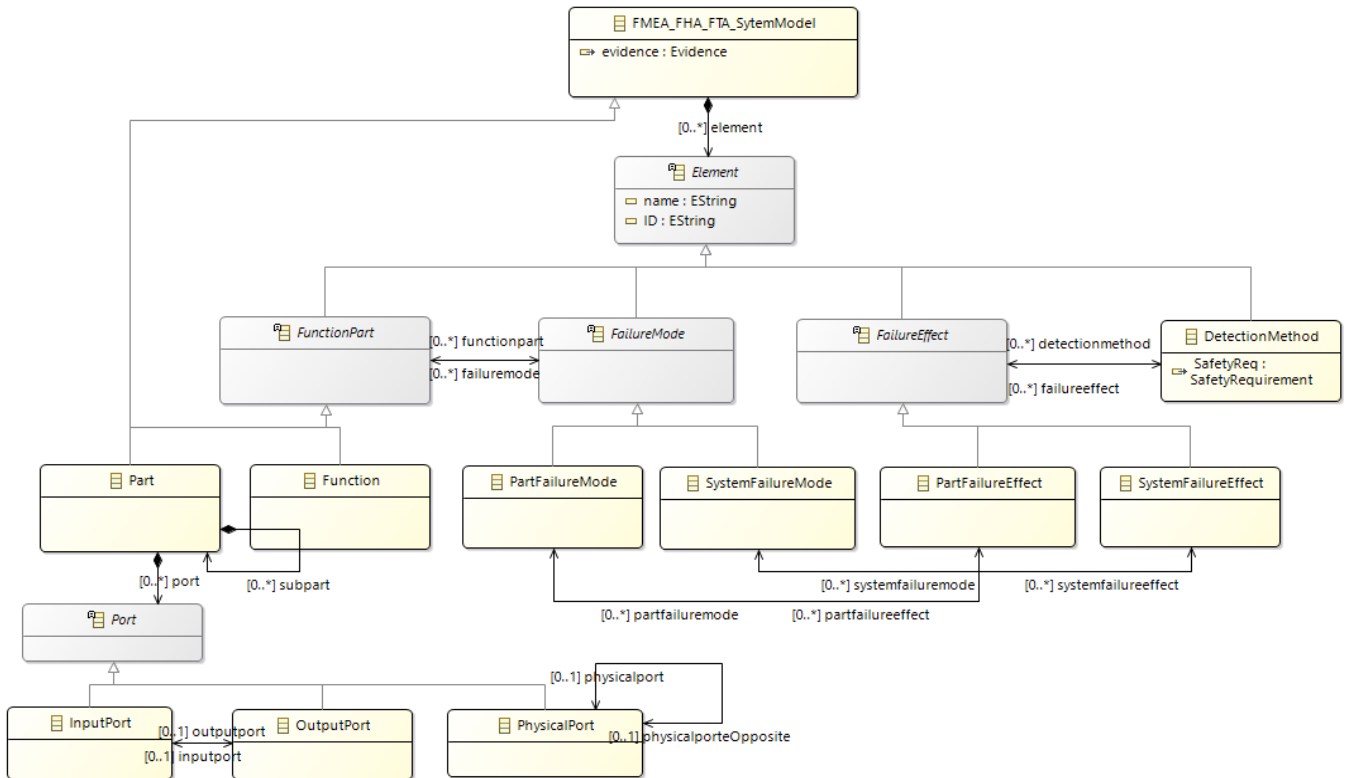 FMEA_FHA_FTA_SytemModel
evidence : Evidence
[0..*] element
Element
name : EString
ID : EString
FunctionPart
[0..*] functionpart
[0..*] failuremode
FailureMode
FailureEffect
[0..*] detectionmethod
[0..*] failureeffect
DetectionMethod
SafetyReq :
SafetyRequirement
Part
Function
PartFailureMode
SystemFailureMode
PartFailureEffect
SystemFailureEffect
[0..*] port
[0..*] subpart
[0..*] systemfailuremode
[0..*] systemfailureeffect
[0..*] partfailuremode
[0..*] partfailureeffect
Port
[0..1] physicalport
InputPort
[0..1] outputport
[0..1] inputport
OutputPort
PhysicalPort
[0..1] physicalporteOpposite